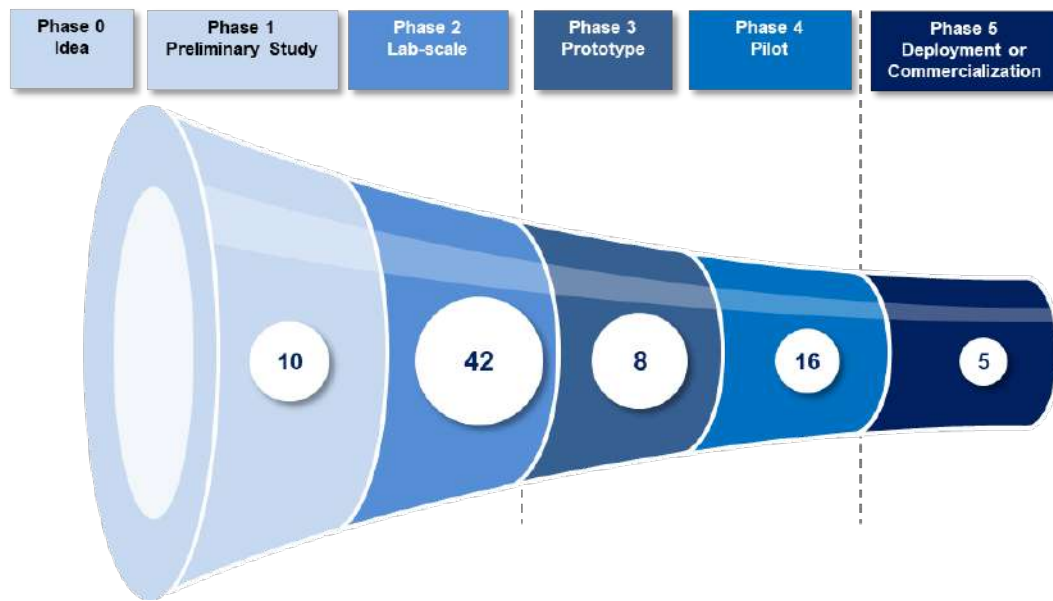 Phase 0
Idea
Phase 1
Preliminary Study
Phase 2
Lab-scale
Phase 3
Prototype
Phase 4
Pilot
Phase 5
Deployment or
Commercialization
10
42
8
16
5